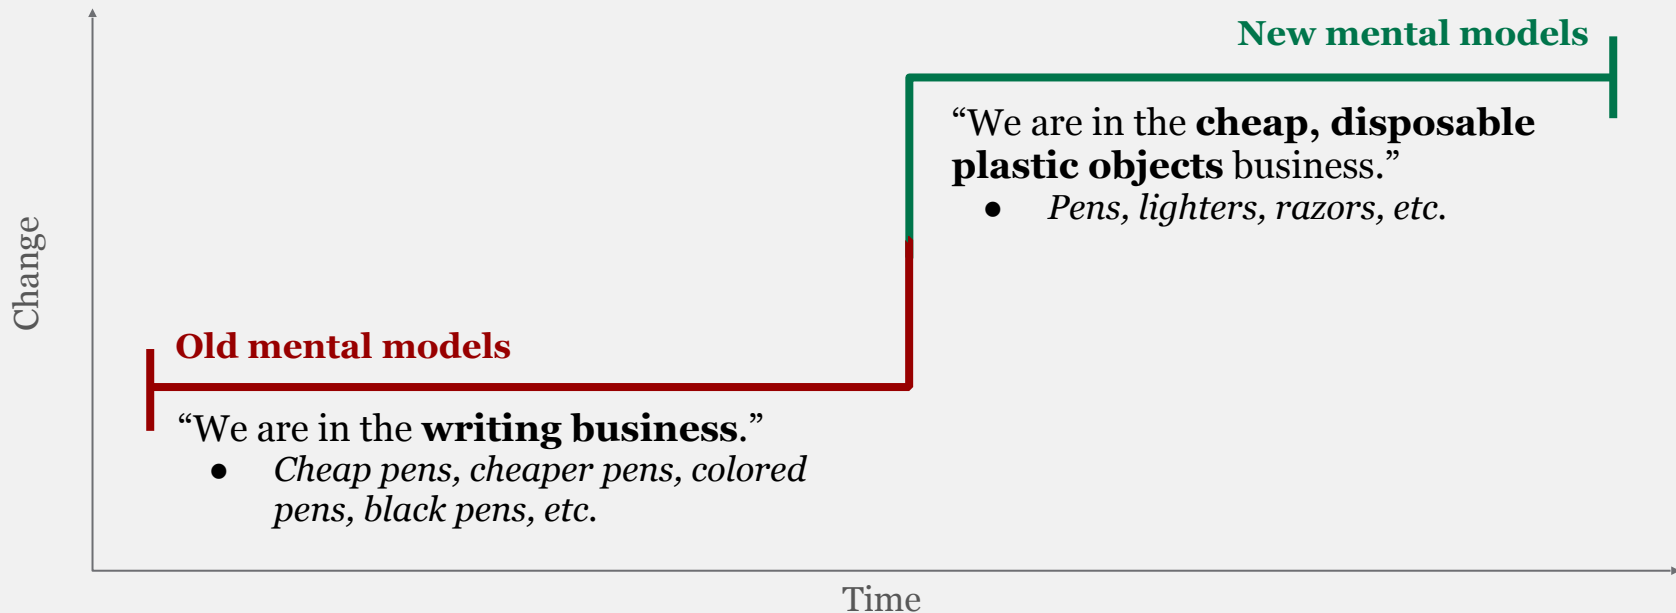 New mental models
“We are in the cheap, disposable
plastic objects business.”
● Pens, lighters, razors, etc.
Change
Old mental models
“We are in the writing business.”
● Cheap pens, cheaper pens, colored
pens, black pens, etc.
Time